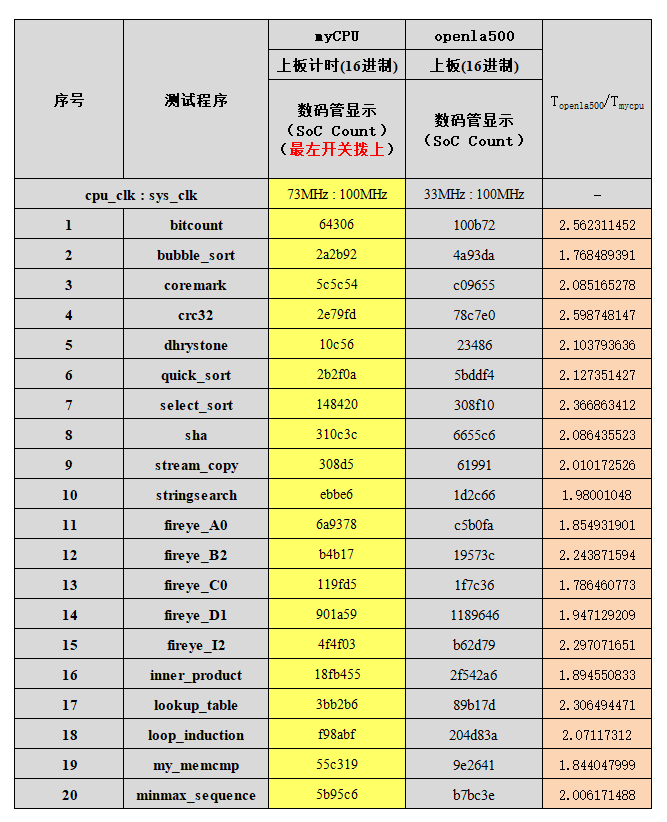 序号 测试程序 myCPU openla500 Topenla500/Tmycpu
上板计时(16进制) 上板(16进制)
数码管显示 数码管显示
（SoC Count） （SoC Count）
（最左开关拨上）
cpu_clk : sys_clk 73MHz : 100MHz 33MHz : 100MHz –
1 bitcount 64306 100b72 2.562311452
2 bubble_sort 2a2b92 4a93da 1.768489391
3 coremark 5c5c54 c09655 2.085165278
4 crc32 2e79fd 78c7e0 2.598748147
5 dhrystone 10c56 23486 2.103793636
6 quick_sort 2b2f0a 5bddf4 2.127351427
7 select_sort 148420 308f10 2.366863412
8 sha 310c3c 6655c6 2.086435523
9 stream_copy 308d5 61991 2.010172526
10 stringsearch ebbe6 1d2c66 1.98001048
11 fireye_A0 6a9378 c5b0fa 1.854931901
12 fireye_B2 b4b17 19573c 2.243871594
13 fireye_C0 119fd5 1f7c36 1.786460773
14 fireye_D1 901a59 1189646 1.947129209
15 fireye_I2 4f4f03 b62d79 2.297071651
16 inner_product 18fb455 2f542a6 1.894550833
17 lookup_table 3bb2b6 89b17d 2.306494471
18 loop_induction f98abf 204d83a 2.07117312
19 my_memcmp 55c319 9e2641 1.844047999
20 minmax_sequence 5b95c6 b7bc3e 2.006171488